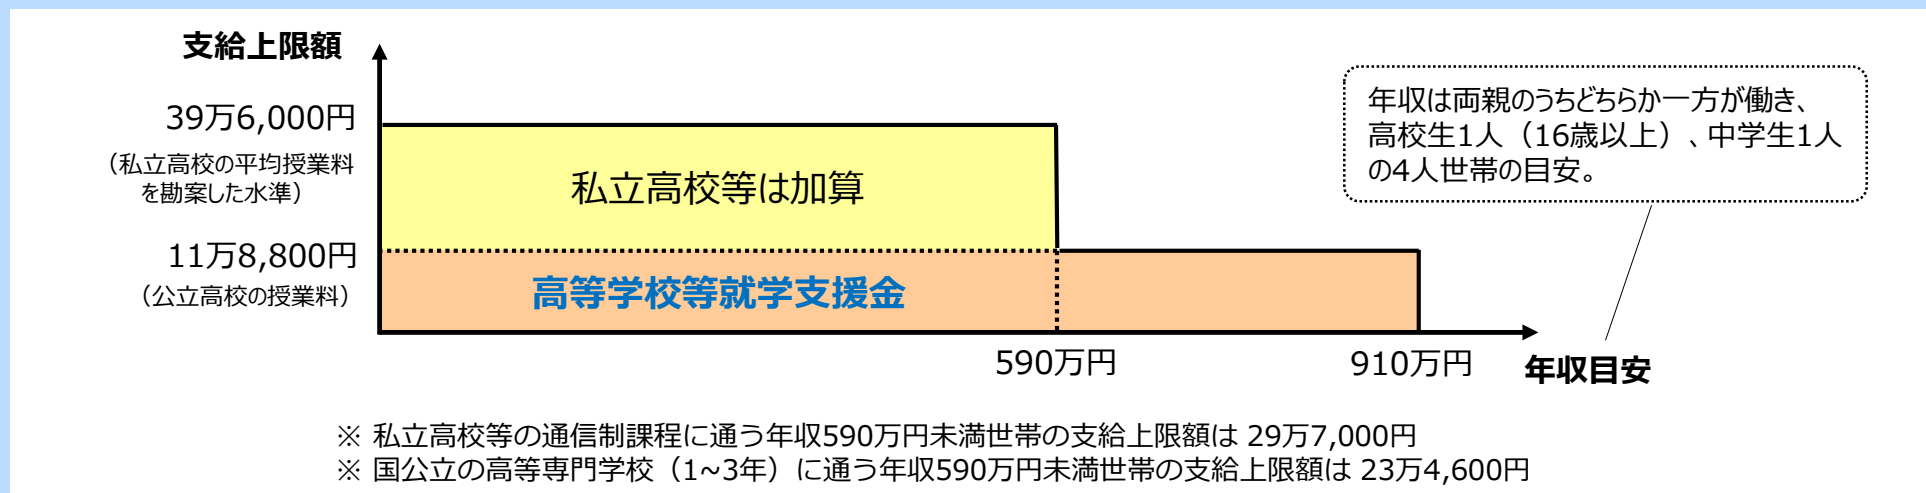 支給上限額
39万6,000円
（私立高校の平均授業料
を勘案した水準）
私立高校等は加算
年収は両親のうちどちらか一方が働き、
高校生1人（16歳以上）、中学生1人
の4人世帯の目安。
11万8,800円
（公立高校の授業料）
高等学校等就学支援金
590万円
910万円
年収目安
※ 私立高校等の通信制課程に通う年収590万円未満世帯の支給上限額は 29万7,000円
※ 国公立の高等専門学校（1~3年）に通う年収590万円未満世帯の支給上限額は 23万4,600円